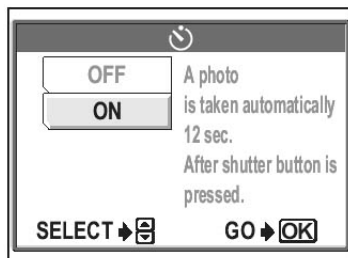 OFF
ON
A photo
is taken automatically
12 sec.
After shutter button is
pressed.
SELECT GO OK